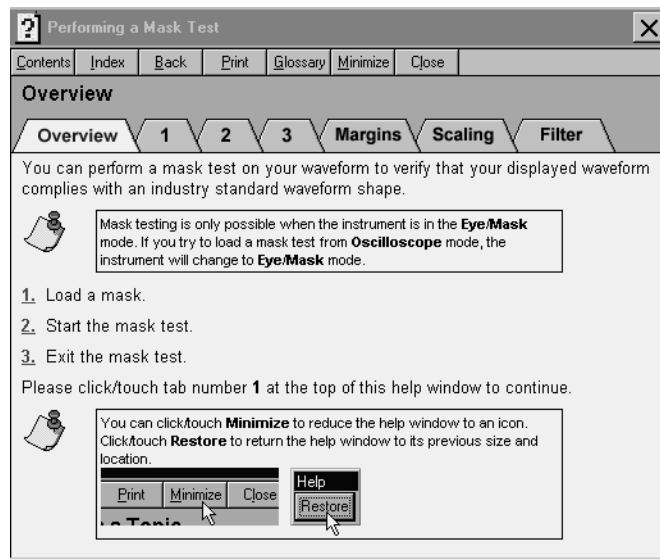 Performing a Mask Test
Contents Index Back Print Glossary Minimize Close
Overview
Overview 1 2 3 Margins Scaling Filter
You can perform a mask test on your waveform to verify that your displayed waveform
complies with an industry standard waveform shape.
Mask testing is only possible when the instrument is in the Eye/Mask
mode. If you try to load a mask test from Oscilloscope mode, the
instrument will change to Eye/Mask mode.
1. Load a mask.
2. Start the mask test.
3. Exit the mask test.
Please click/touch tab number 1 at the top of this help window to continue.
You can click/touch Minimize to reduce the help window to an icon.
Click/touch Restore to return the help window to its previous size and
location.
Print Minimize Close
Help
Restore
a Topic